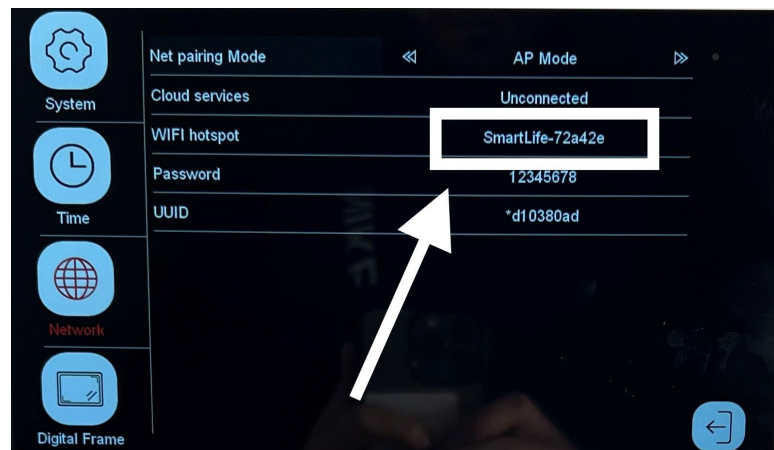 Net pairing Mode AP Mode
System
Cloud services Unconnected
WIFI hotspot SmartLife-72a42e
Password 12345678
Time
UUID *d10380ad
Network
Digital Frame